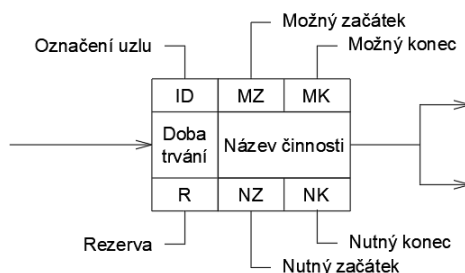 Možný začátek
Označení uzlu
Možný konec
ID
MZ
MK
Doba
trvání
Název činnosti
R
NZ
NK
Rezerva
Nutný konec
Nutný začátek